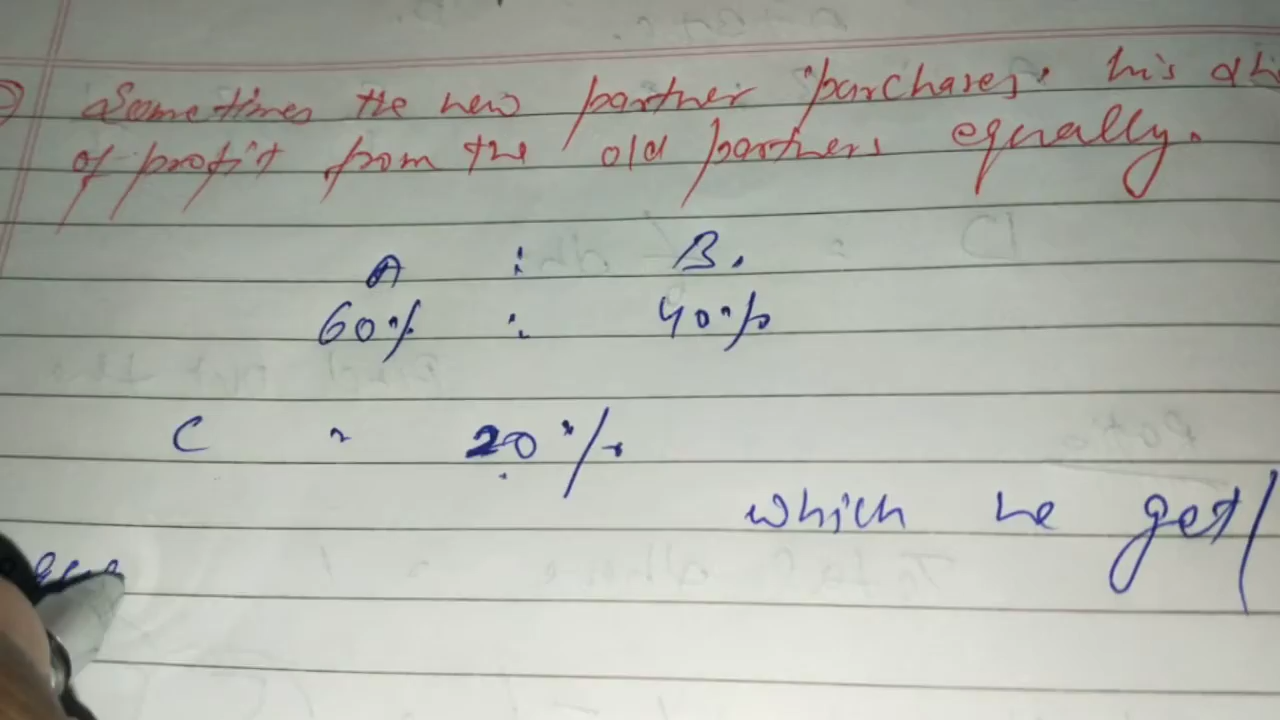 Sometimes the new partner purchases. his
of profit from the old partners equally.
A : B.
60% : 40%
C ~ 20%
which he get/